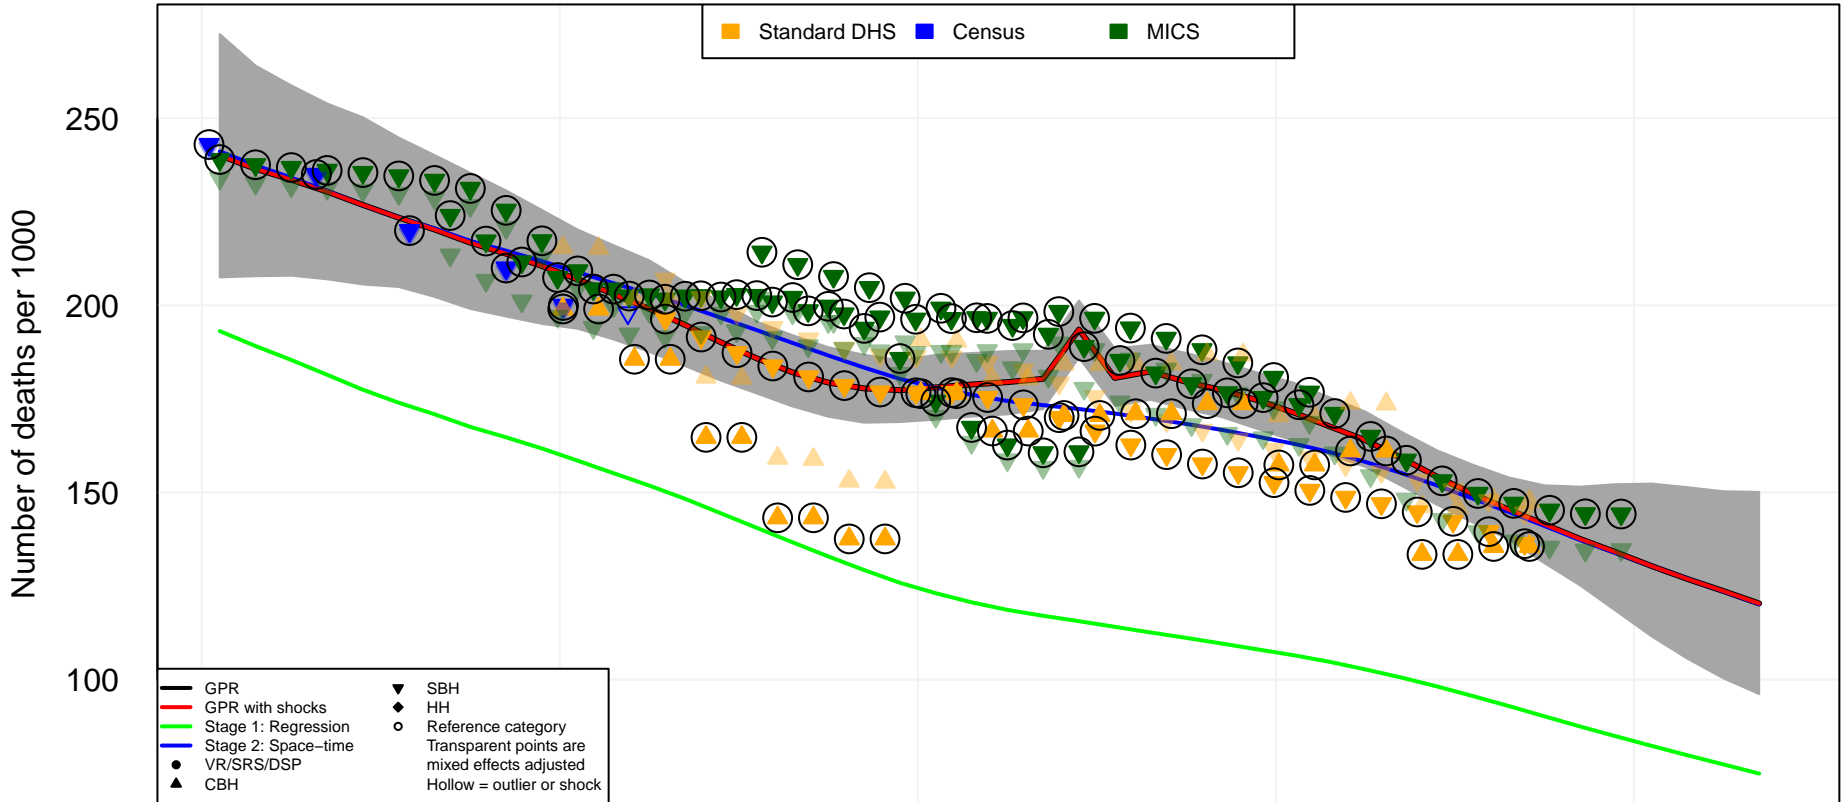 Standard DHS Census MICS
250
200
150
100
Number of deaths per 1000
GPR
GPR with shocks
Stage 1: Regression
Stage 2: Space−time
VR/SRS/DSP
CBH
SBH
HH
Reference category
Transparent points are
mixed effects adjusted
Hollow = outlier or shock